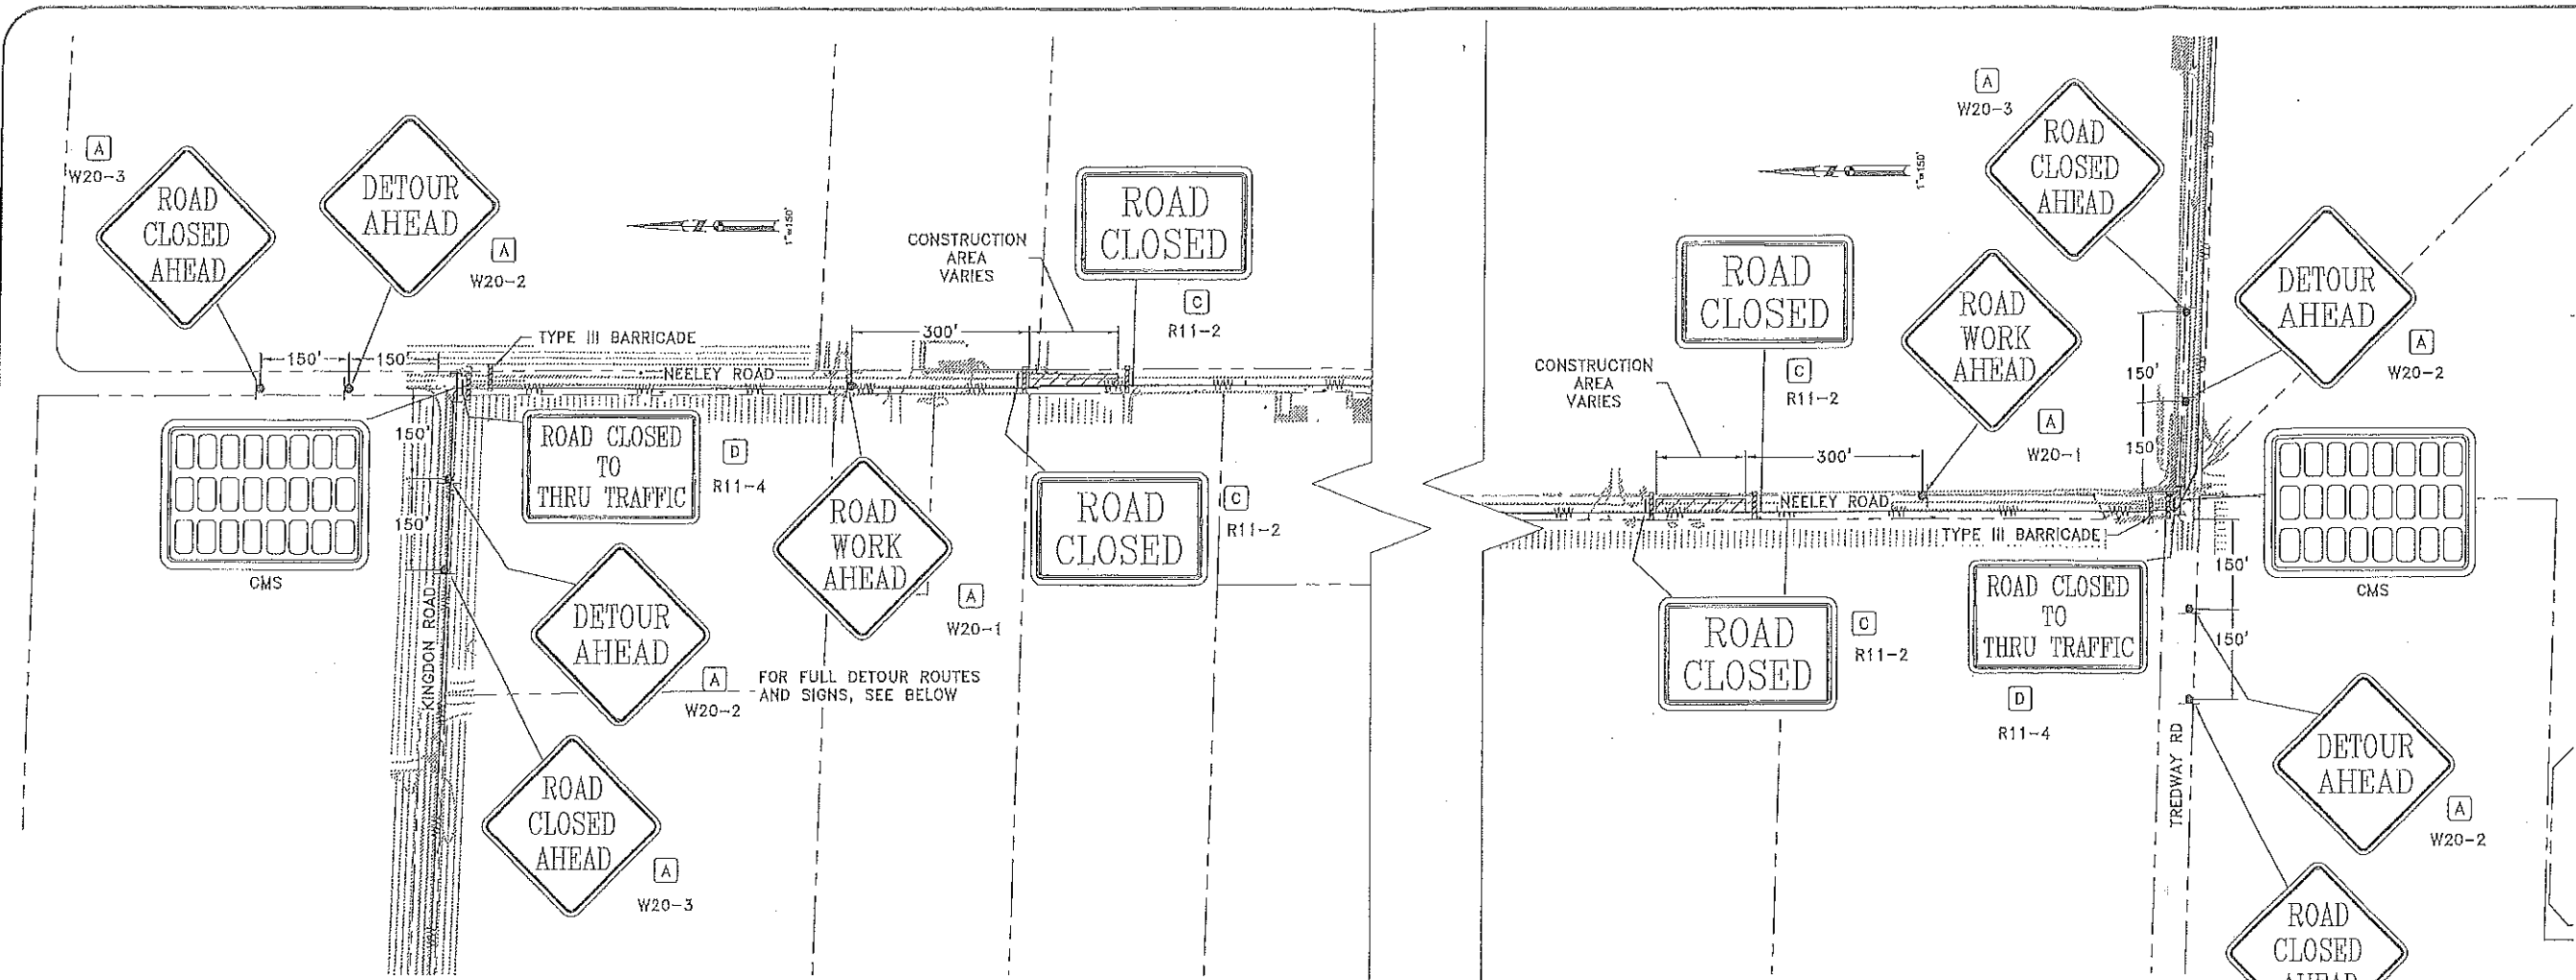 A
W20-3
ROAD
CLOSED
AHEAD
DETOUR
AHEAD
A
W20-2
1"=150'
CONSTRUCTION
AREA
VARIES
ROAD
CLOSED
C
R11-2
150'
150'
TYPE III BARRICADE
300'
NEELEY ROAD
150'
150'
CMS
KINGDON ROAD
ROAD CLOSED
TO
THRU TRAFFIC
D
R11-4
DETOUR
AHEAD
A
W20-2
ROAD
CLOSED
AHEAD
A
W20-3
ROAD
WORK
AHEAD
A
W20-1
FOR FULL DETOUR ROUTES
AND SIGNS, SEE BELOW
ROAD
CLOSED
C
R11-2
1"=150'
A
W20-3
ROAD
CLOSED
AHEAD
ROAD
CLOSED
C
R11-2
ROAD
WORK
AHEAD
A
W20-1
DETOUR
AHEAD
A
W20-2
CONSTRUCTION
AREA
VARIES
300'
150'
150'
NEELEY ROAD
TYPE III BARRICADE
ROAD
CLOSED
C
R11-2
ROAD CLOSED
TO
THRU TRAFFIC
D
R11-4
CMS
150'
150'
TREDWAY RD
DETOUR
AHEAD
A
W20-2
ROAD
CLOSED
AHEAD